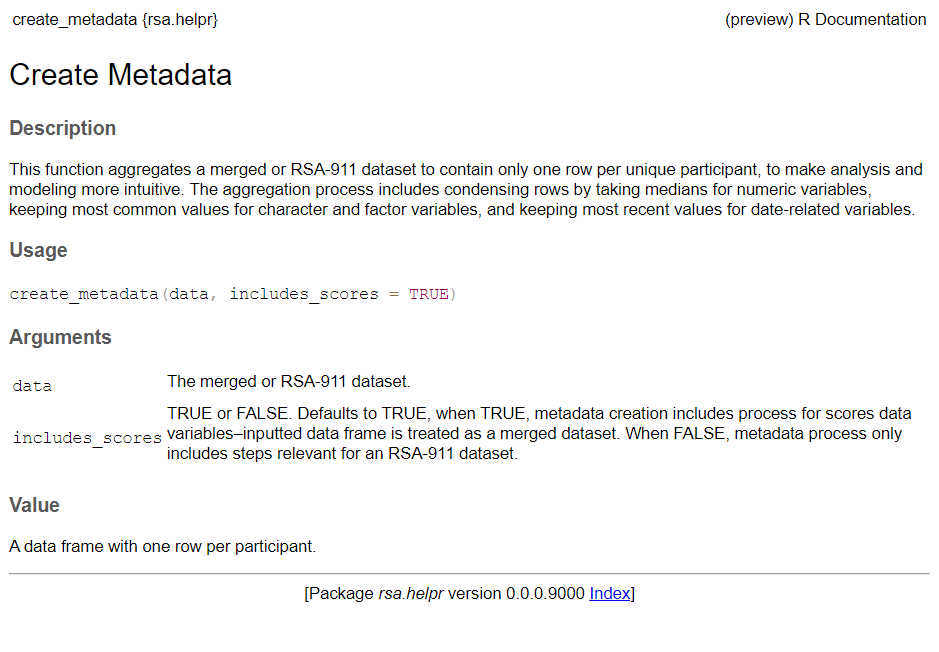 create_metadata {rsa.helpr}
(preview) R Documentation
Create Metadata
Description
This function aggregates a merged or RSA-911 dataset to contain only one row per unique participant, to make analysis and
modeling more intuitive. The aggregation process includes condensing rows by taking medians for numeric variables,
keeping most common values for character and factor variables, and keeping most recent values for date-related variables.
Usage
create_metadata(data, includes_scores = TRUE)
Arguments
data
The merged or RSA-911 dataset.
includes_scores
TRUE or FALSE. Defaults to TRUE, when TRUE, metadata creation includes process for scores data
variables–inputted data frame is treated as a merged dataset. When FALSE, metadata process only
includes steps relevant for an RSA-911 dataset.
Value
A data frame with one row per participant.
[Package rsa.helpr version 0.0.0.9000 Index]